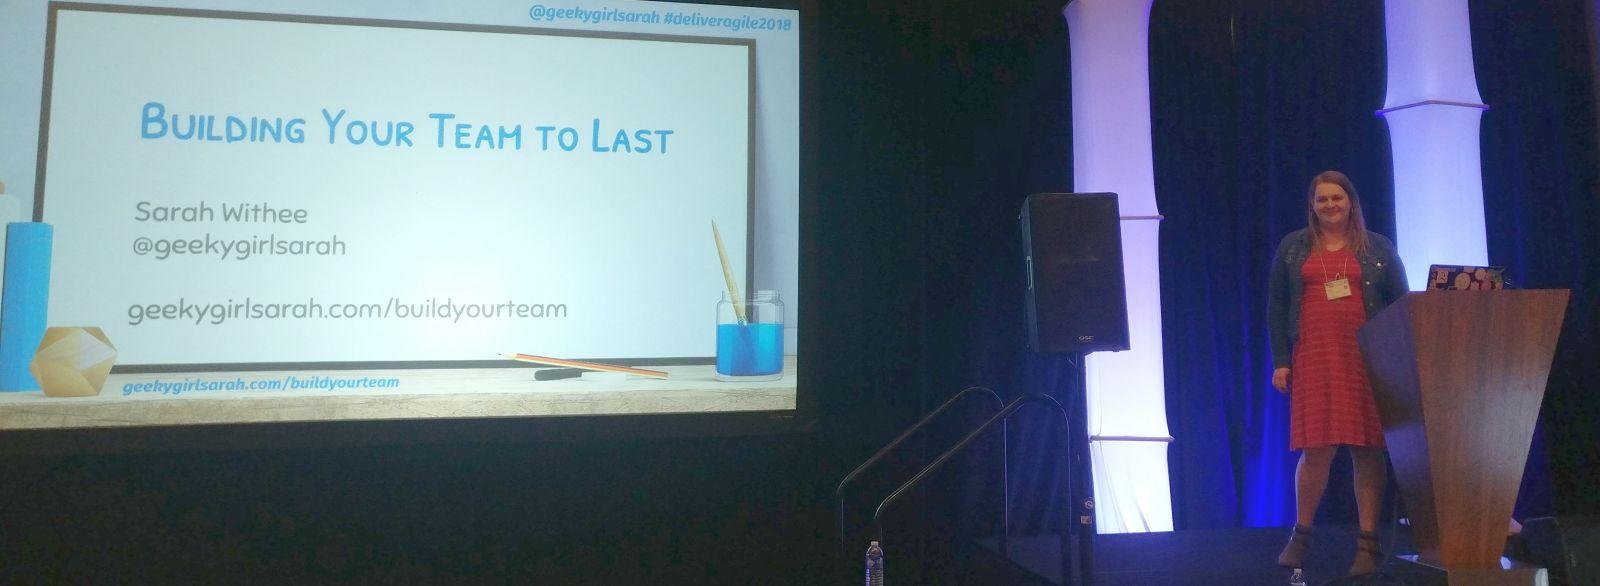 @geekygirlsarah #deliveragile2018
Building Your Team to Last
Sarah Withee
@geekygirlsarah
geekygirlsarah.com/buildyourteam
geekygirlsarah.com/buildyourteam
QSC